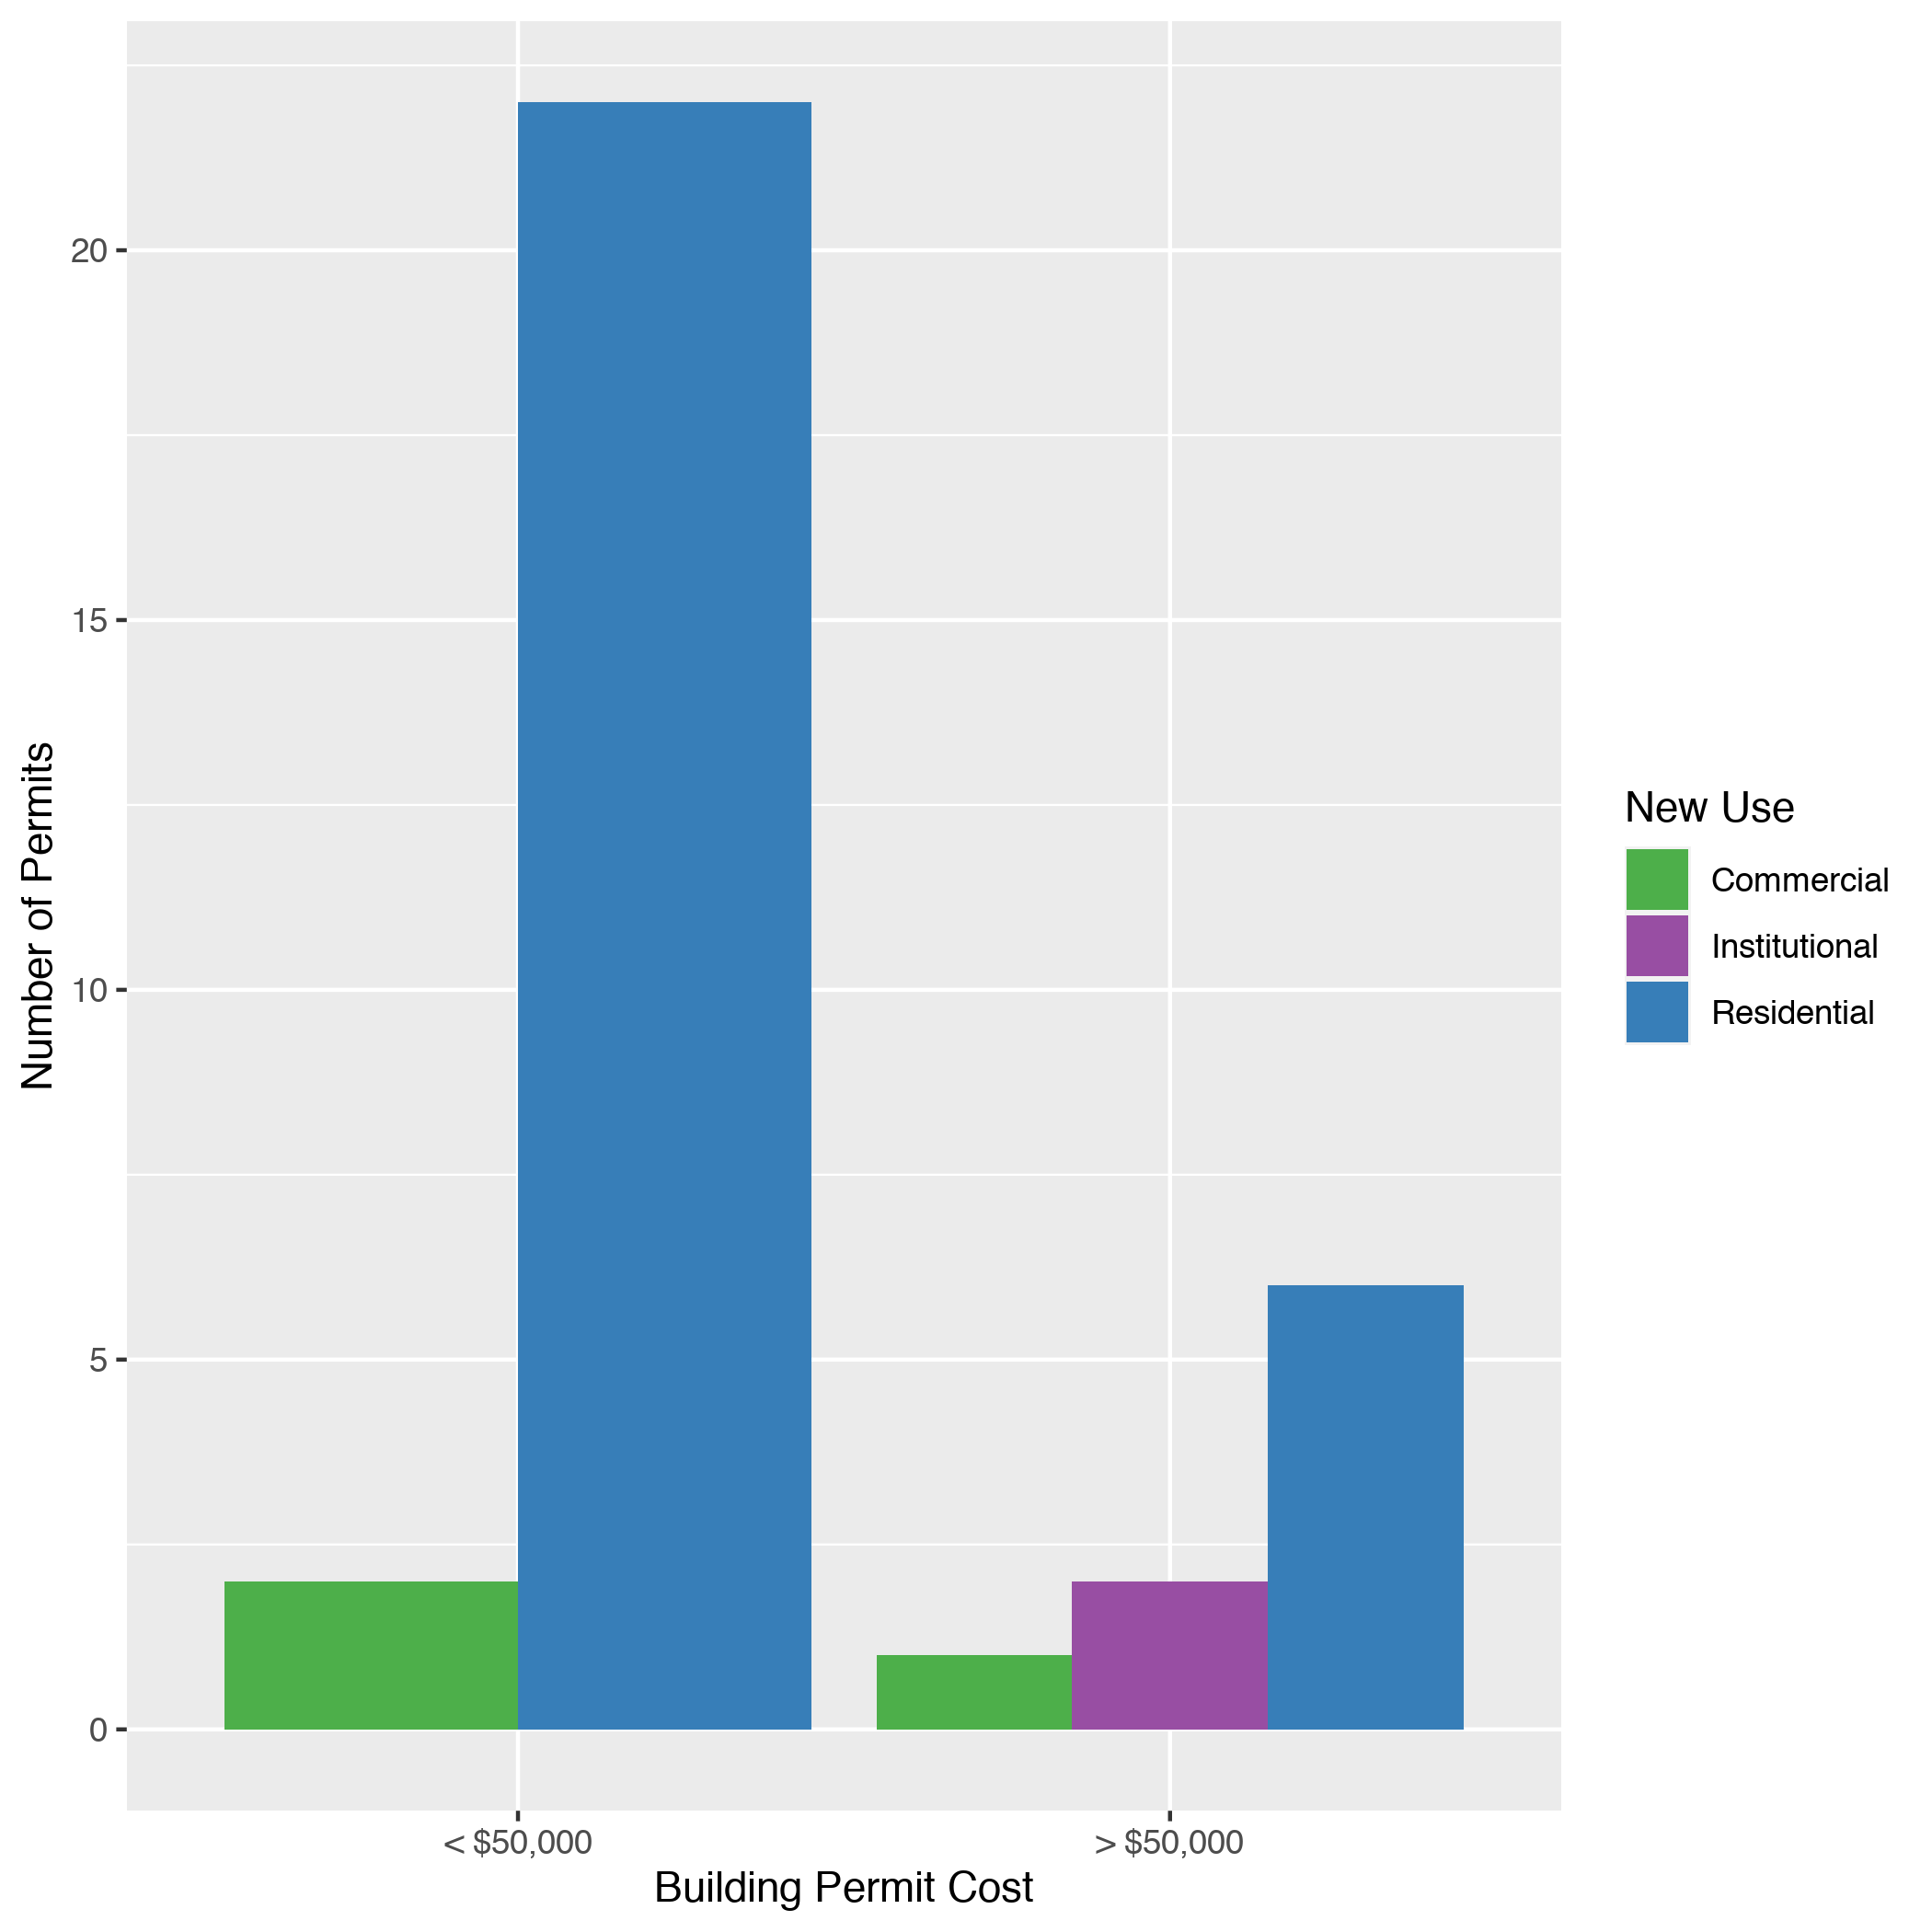 Number of Permits
20
15
10
5
0
< $50,000
> $50,000
Building Permit Cost
New Use
Commercial
Institutional
Residential